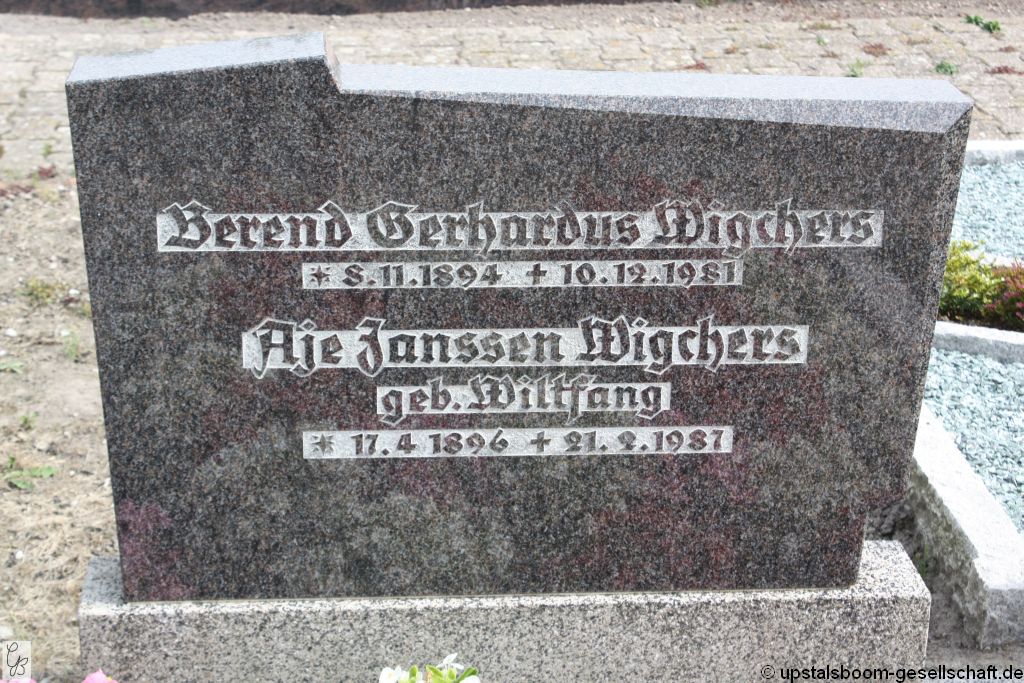 Berend Gerhardus Wigchers
* 8.11.1894 + 10.12.1981
Aje Janssen Wigchers
geb. Wiltfang
* 17.4 1896 + 21.2.1987
GB
© upstalsboom-gesellschaft.de